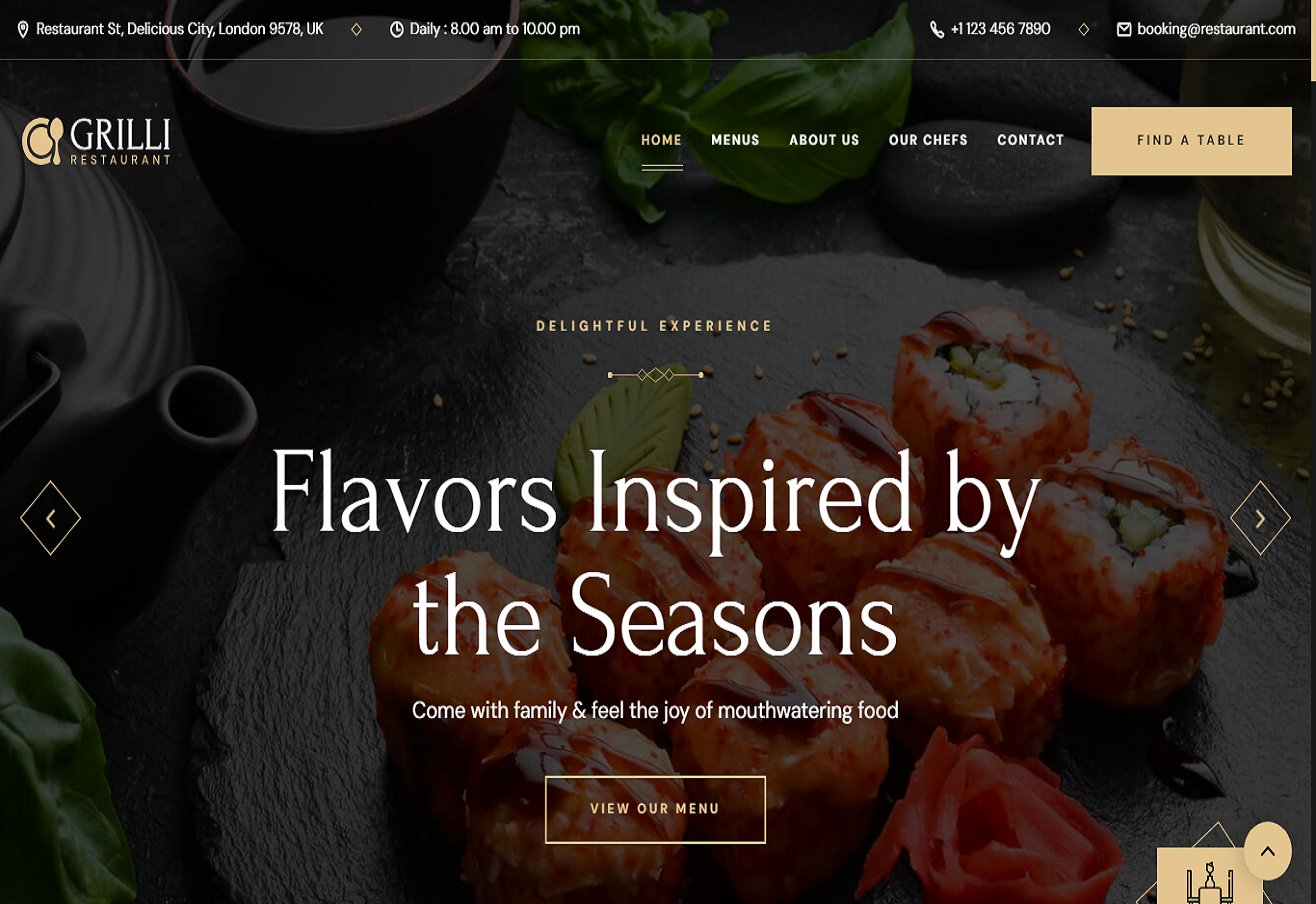 Restaurant St, Delicious City, London 9578, UK
Daily : 8.00 am to 10.00 pm
+1 123 456 7890
booking@restaurant.com
GRILLI
RESTAURANT
HOME
MENUS
ABOUT US
OUR CHEFS
CONTACT
FIND A TABLE
DELIGHTFUL EXPERIENCE
Flavors Inspired by
the Seasons
Come with family & feel the joy of mouthwatering food
VIEW OUR MENU